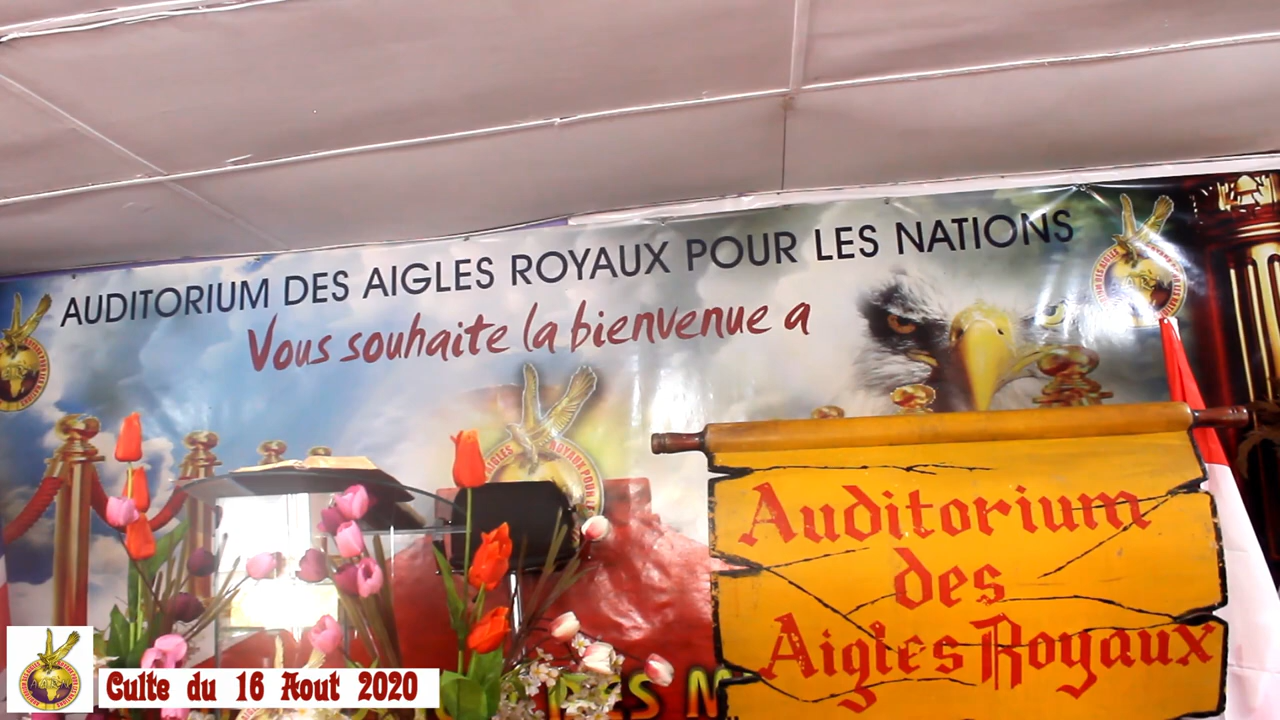 AUDITORIUM DES AIGLES ROYAUX POUR LES NATIONS
Vous souhaite la bienvenue a
Auditorium
des
Aigles Royaux
Culte du 16 Aout 2020